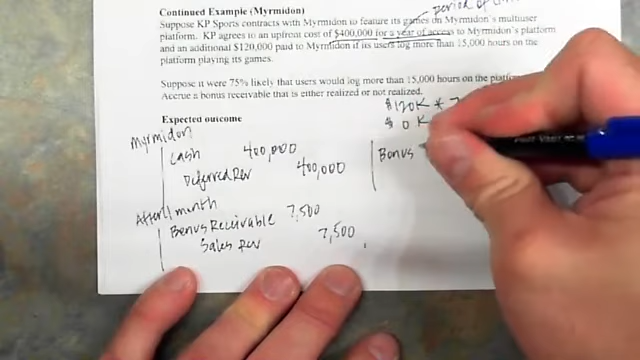 Continued Example (Myrmidon)
period of
Suppose KP Sports contracts with Myrmidon to feature its games on Myrmidon's multiuser
platform. KP agrees to an upfront cost of $400,000 for a year of access to Myrmidon's platform
and an additional $120,000 paid to Myrmidon if its users log more than 15,000 hours on the
platform playing its games.
Suppose it were 75% likely that users would log more than 15,000 hours on the
Accrue a bonus receivable that is either realized or not realized.
$120K *
$ 0 K
Expected outcome
Myrmidon
Cash 400,000
Deferred Rev 400,000
Bonus
After 1 month
Bonus Receivable 7,500
Sales Rev 7,500